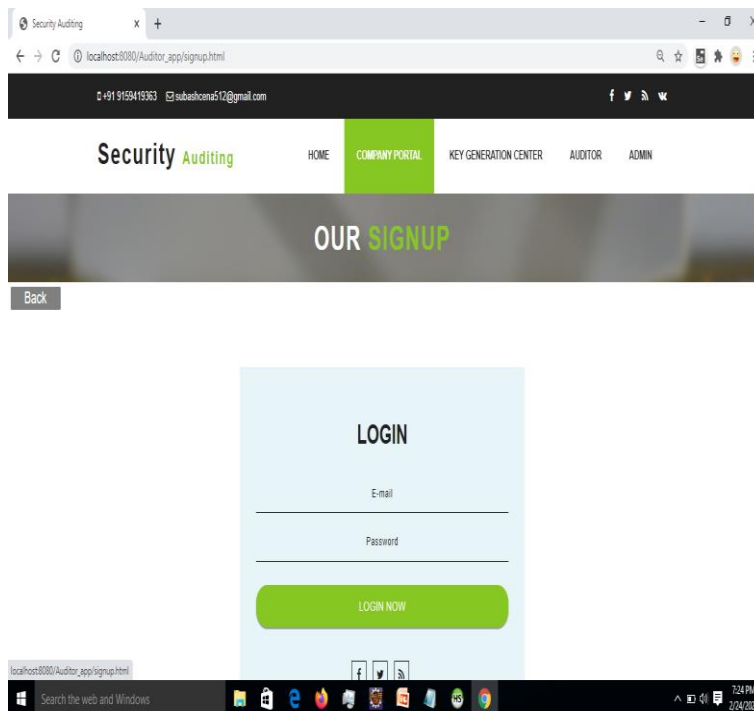 Security Auditing
localhost:8080/Auditor_app/signup.html
+91 9159419363 subashcena512@gmail.com
Security Auditing HOME COMPANY PORTAL KEY GENERATION CENTER AUDITOR ADMIN
OUR SIGNUP
Back
LOGIN
E-mail
Password
LOGIN NOW
localhost:8080/Auditor_app/signup.html
Search the web and Windows
7:24 PM